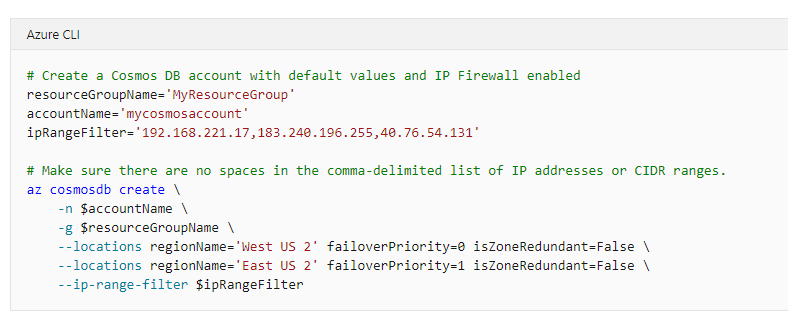 Azure CLI
# Create a Cosmos DB account with default values and IP Firewall enabled
resourceGroupName='MyResourceGroup'
accountName='mycosmosaccount'
ipRangeFilter='192.168.221.17,183.240.196.255,40.76.54.131'
# Make sure there are no spaces in the comma-delimited list of IP addresses or CIDR ranges.
az cosmosdb create \
    -n $accountName \
    -g $resourceGroupName \
    --locations regionName='West US 2' failoverPriority=0 isZoneRedundant=False \
    --locations regionName='East US 2' failoverPriority=1 isZoneRedundant=False \
    --ip-range-filter $ipRangeFilter